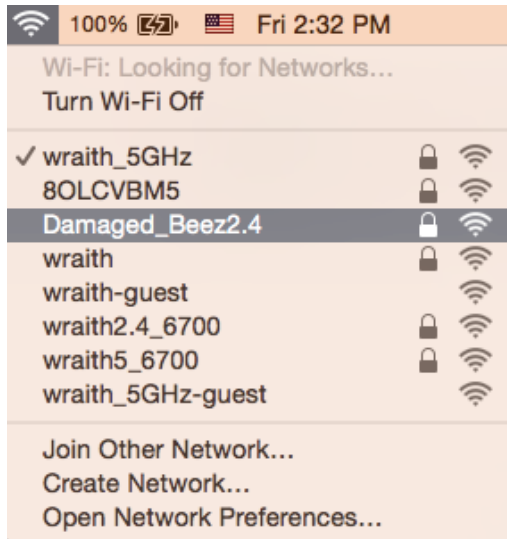 100% Fri 2:32 PM
Wi-Fi: Looking for Networks...
Turn Wi-Fi Off
wraith_5GHz
8OLCVBM5
Damaged_Beez2.4
wraith
wraith-guest
wraith2.4_6700
wraith5_6700
wraith_5GHz-guest
Join Other Network...
Create Network...
Open Network Preferences...